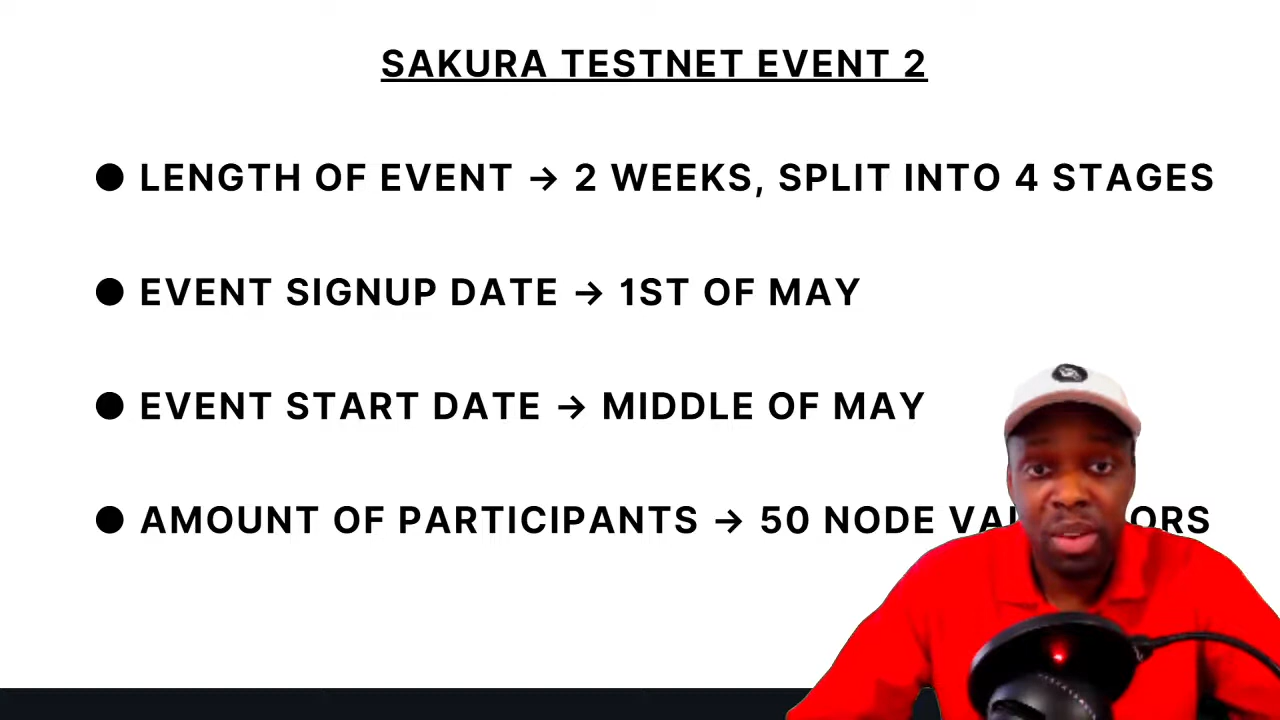 SAKURA TESTNET EVENT 2
● LENGTH OF EVENT → 2 WEEKS, SPLIT INTO 4 STAGES
● EVENT SIGNUP DATE → 1ST OF MAY
● EVENT START DATE → MIDDLE OF MAY
● AMOUNT OF PARTICIPANTS → 50 NODE